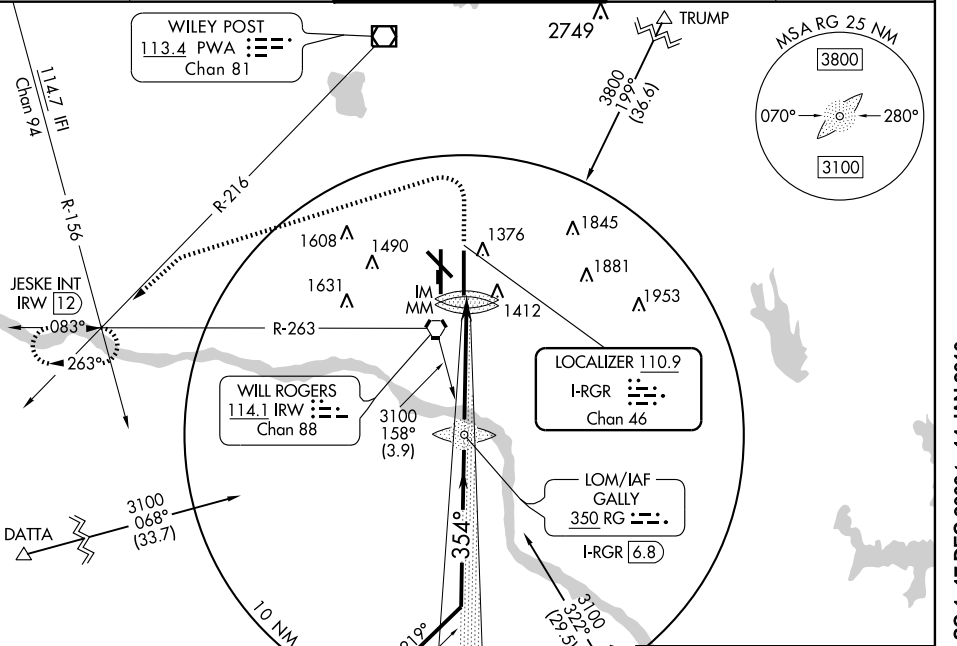 WILEY POST
113.4 PWA
Chan 81
2749
TRUMP
3800
199°
(36.6)
MSA RG 25 NM
3800
070°
280°
3100
114.7 IFI
Chan 94
R-216
R-156
1608
1490
1376
1845
1631
1881
1953
1412
IM
MM
JESKE INT
IRW 12
083°
263°
R-263
WILL ROGERS
114.1 IRW
Chan 88
3100
158°
(3.9)
LOCALIZER 110.9
I-RGR
Chan 46
LOM/IAF
GALLY
350 RG
I-RGR 6.8
DATTA
3100
068°
(33.7)
354°
3100
322°
(29.5)
10 NM